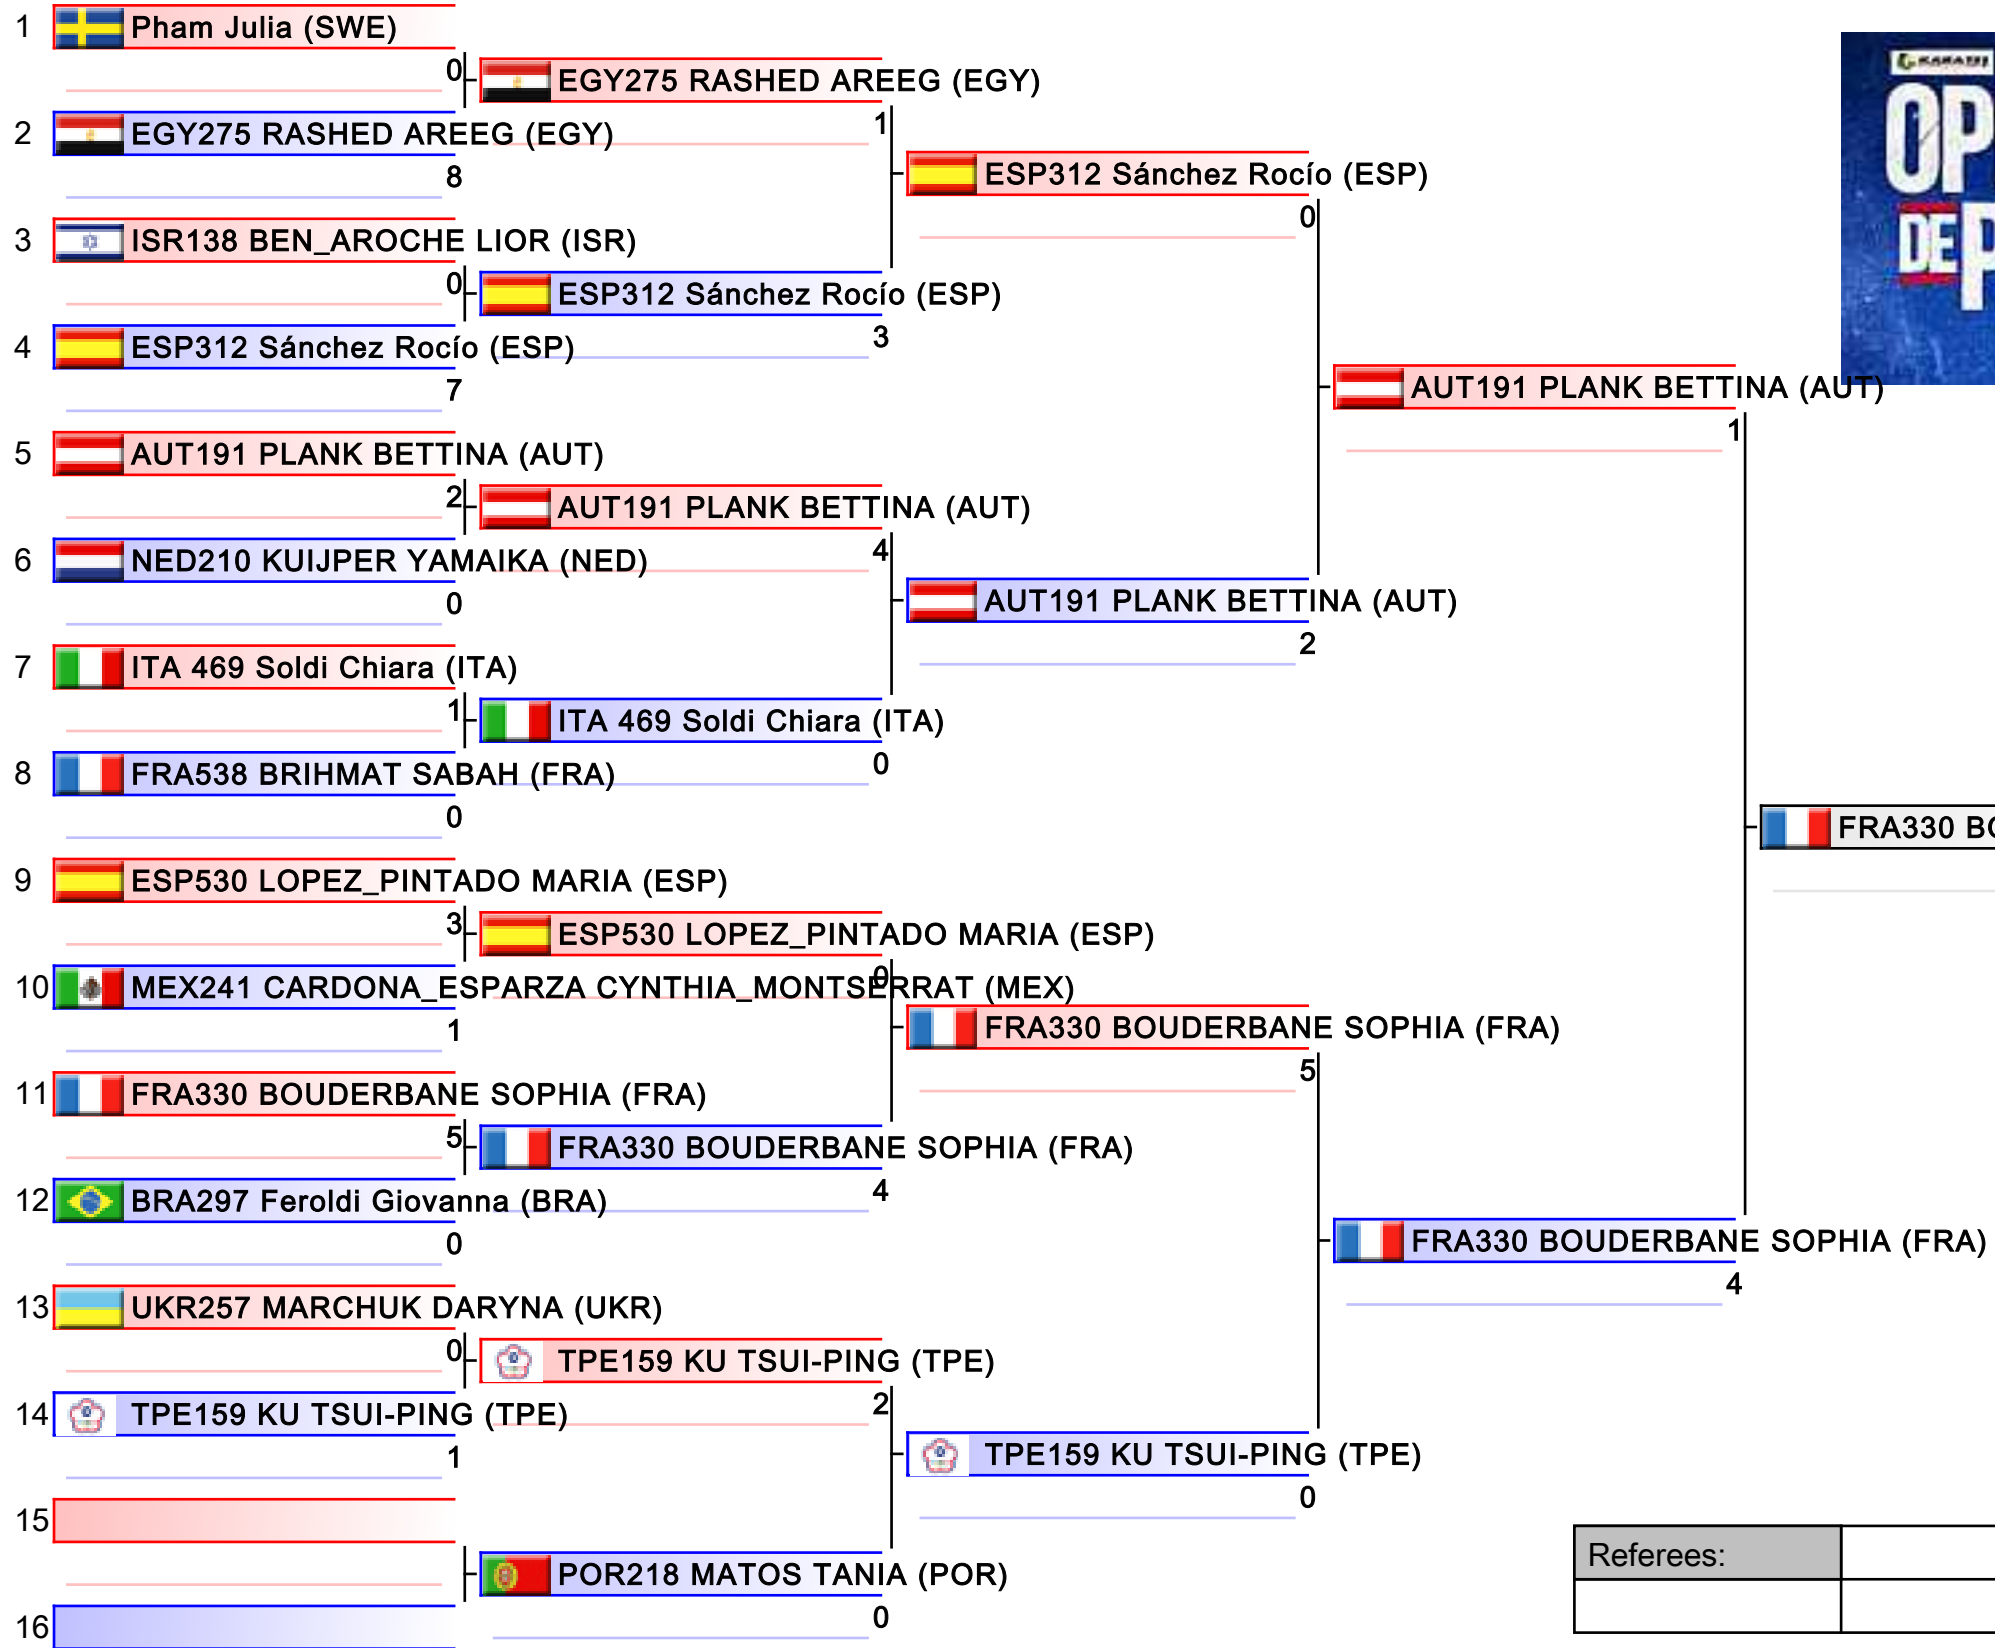 1 Pham Julia (SWE)
0
EGY275 RASHED AREEG (EGY)
1
2 EGY275 RASHED AREEG (EGY)
8
ESP312 Sánchez Rocío (ESP)
0
3 ISR138 BEN_AROCHE LIOR (ISR)
0
ESP312 Sánchez Rocío (ESP)
3
4 ESP312 Sánchez Rocío (ESP)
7
AUT191 PLANK BETTINA (AUT)
1
5 AUT191 PLANK BETTINA (AUT)
2
AUT191 PLANK BETTINA (AUT)
4
6 NED210 KUIJPER YAMAIKA (NED)
0
AUT191 PLANK BETTINA (AUT)
2
7 ITA 469 Soldi Chiara (ITA)
1
ITA 469 Soldi Chiara (ITA)
0
8 FRA538 BRIHMAT SABAH (FRA)
0
FRA330 BO
9 ESP530 LOPEZ_PINTADO MARIA (ESP)
3
ESP530 LOPEZ_PINTADO MARIA (ESP)
0
10 MEX241 CARDONA_ESPARZA CYNTHIA_MONTSERRAT (MEX)
1
FRA330 BOUDERBANE SOPHIA (FRA)
5
11 FRA330 BOUDERBANE SOPHIA (FRA)
5
FRA330 BOUDERBANE SOPHIA (FRA)
4
12 BRA297 Feroldi Giovanna (BRA)
0
FRA330 BOUDERBANE SOPHIA (FRA)
4
13 UKR257 MARCHUK DARYNA (UKR)
0
TPE159 KU TSUI-PING (TPE)
2
14 TPE159 KU TSUI-PING (TPE)
1
TPE159 KU TSUI-PING (TPE)
0
15
POR218 MATOS TANIA (POR)
0
16
OP
DE P
Referees: